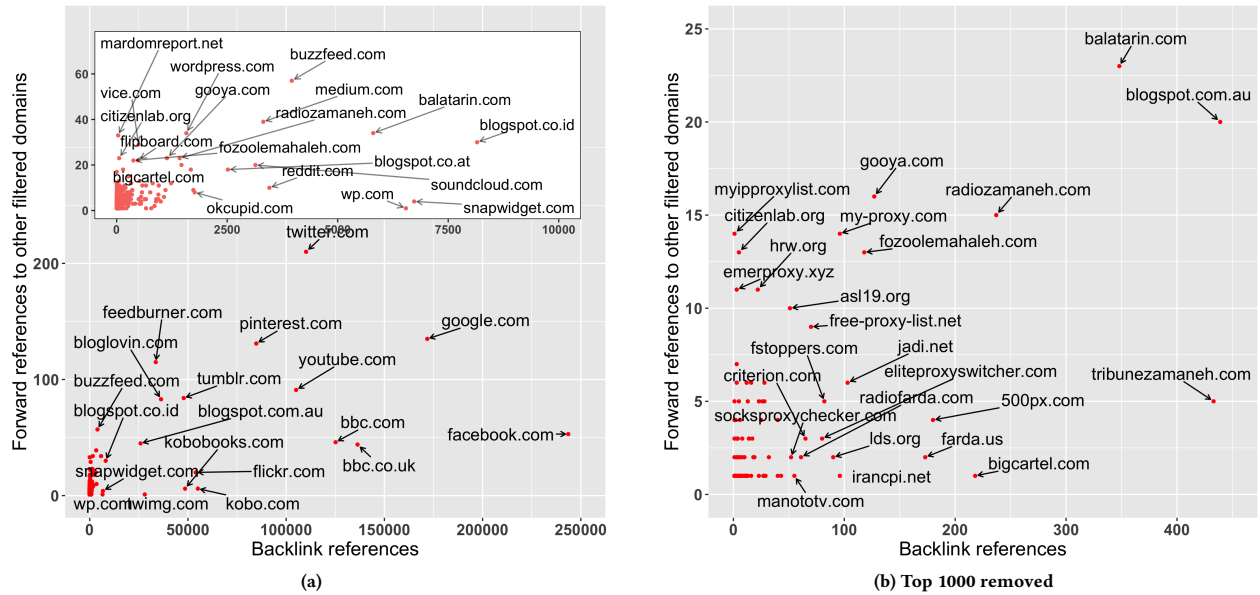 Forward references to other filtered domains
mardomreport.net
buzzfeed.com
wordpress.com
vice.com
gooya.com
medium.com
balatarin.com
citizenlab.org
radiozamaneh.com
blogspot.co.id
flipboard.com
fozoolemahaleh.com
blogspot.co.at
bigcartel.com
reddit.com
soundcloud.com
wp.com
okcupid.com
snapwidget.com
60
40
20
0
0
2500
5000
7500
10000
twitter.com
200
100
0
feedburner.com
pinterest.com
google.com
bloglovin.com
youtube.com
buzzfeed.com
tumblr.com
blogspot.co.id
blogspot.com.au
bbc.com
facebook.com
kobobooks.com
bbc.co.uk
snapwidget.com
flickr.com
wp.com
twimg.com
kobo.com
0
50000
100000
150000
200000
250000
Backlink references
(a)
Forward references to other filtered domains
25
20
15
10
5
0
balatarin.com
blogspot.com.au
gooya.com
myipproxylist.com
radiozamaneh.com
citizenlab.org
my-proxy.com
hrw.org
fozoolemahaleh.com
emerproxy.xyz
asl19.org
free-proxy-list.net
fstoppers.com
jadi.net
criterion.com
eliteproxyswitcher.com
tribunezamaneh.com
radiofarda.com
500px.com
socksproxychecker.com
lds.org
farda.us
irancpi.net
bigcartel.com
manototv.com
0
100
200
300
400
Backlink references
(b) Top 1000 removed